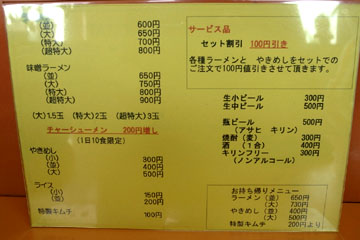 (並) 600円
(大) 650円
(特大) 700円
(超特大) 800円
味噌ラーメン
(並) 700円
(大) 750円
(特大) 800円
(超特大) 900円
(大)1.5玉 (特大)2玉 (超特大)3玉
チャーシューメン 200円増し
(1日10食限定)
やきめし
(小) 300円
(並) 400円
(大) 500円
ライス
(小) 150円
(並) 200円
特製キムチ 100円
サービス品
セット割引 100円引き
各種ラーメンと やきめしをセットでの
ご注文で100円値引きさせて頂きます。
生小ビール 300円
生中ビール 500円
瓶ビール 500円
(アサヒ キリン)
焼酎(麦) 300円
酒 (1合) 400円
キリンフリー 300円
(ノンアルコール)
お持ち帰りメニュー
ラーメン(並) 650円
(大) 730円
やきめし(並) 400円
(大) 500円
特製キムチ 200円より